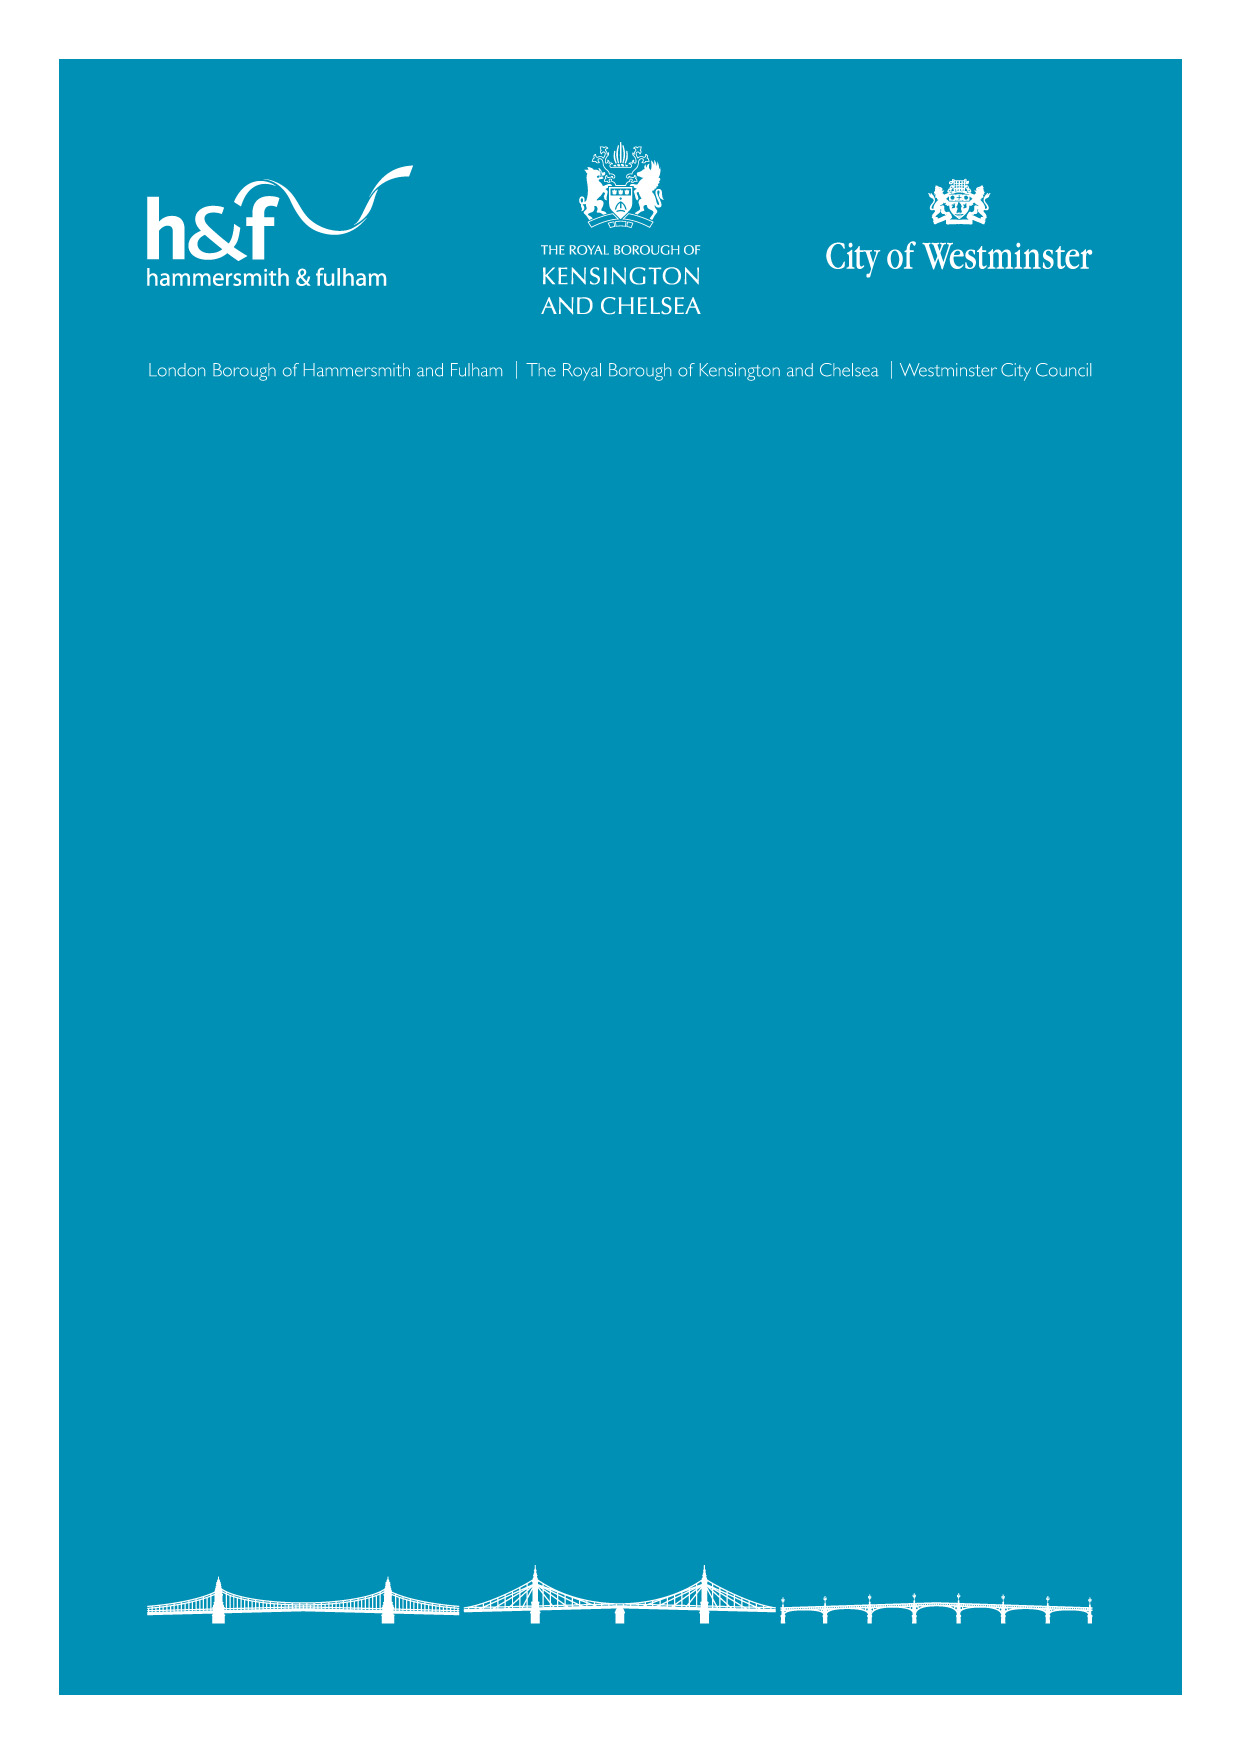 h&f
hammersmith & fulham
THE ROYAL BOROUGH OF
KENSINGTON
AND CHELSEA
City of Westminster
London Borough of Hammersmith and Fulham | The Royal Borough of Kensington and Chelsea | Westminster City Council